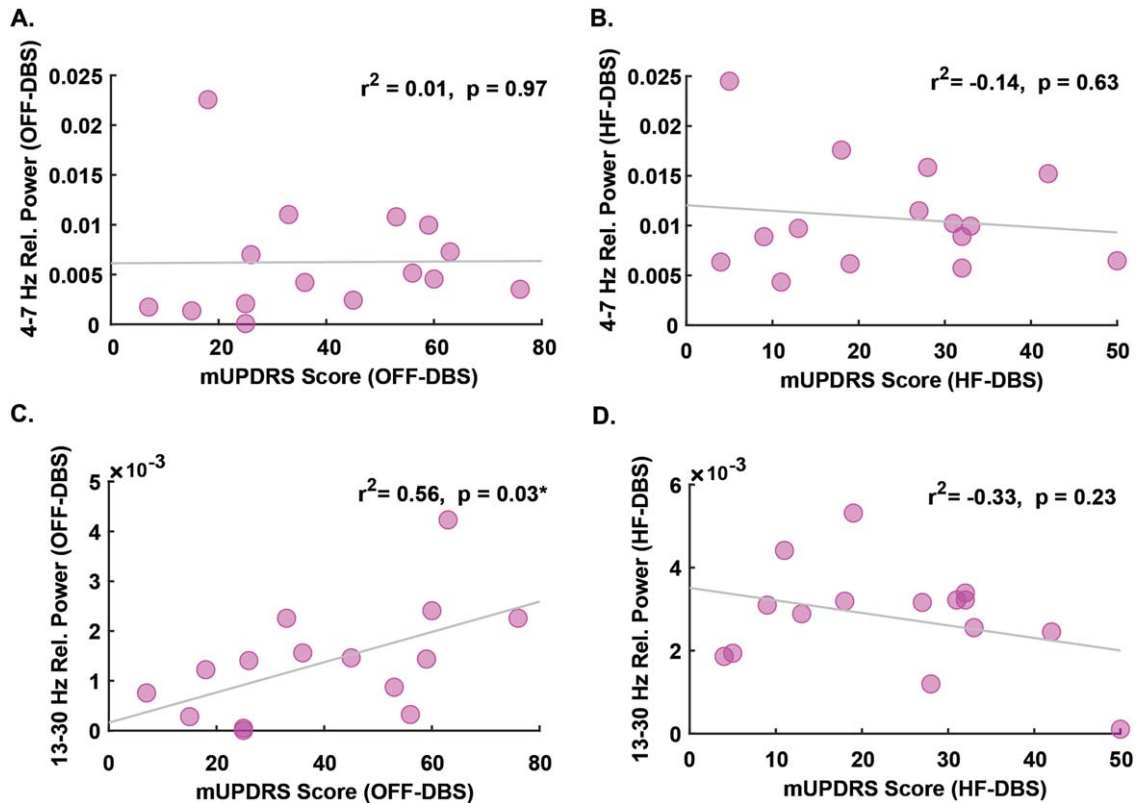 A.
4-7 Hz Rel. Power (OFF-DBS)
0.025
0.02
0.015
0.01
0.005
0
r² = 0.01, p = 0.97
0 20 40 60 80
mUPDRS Score (OFF-DBS)
B.
4-7 Hz Rel. Power (HF-DBS)
0.025
0.02
0.015
0.01
0.005
0
r²= -0.14, p = 0.63
0 10 20 30 40 50
mUPDRS Score (HF-DBS)
C.
13-30 Hz Rel. Power (OFF-DBS)
×10⁻³
5
4
3
2
1
0
r²= 0.56, p = 0.03*
0 20 40 60 80
mUPDRS Score (OFF-DBS)
D.
13-30 Hz Rel. Power (HF-DBS)
×10⁻³
6
4
2
0
r²= -0.33, p = 0.23
0 10 20 30 40 50
mUPDRS Score (HF-DBS)